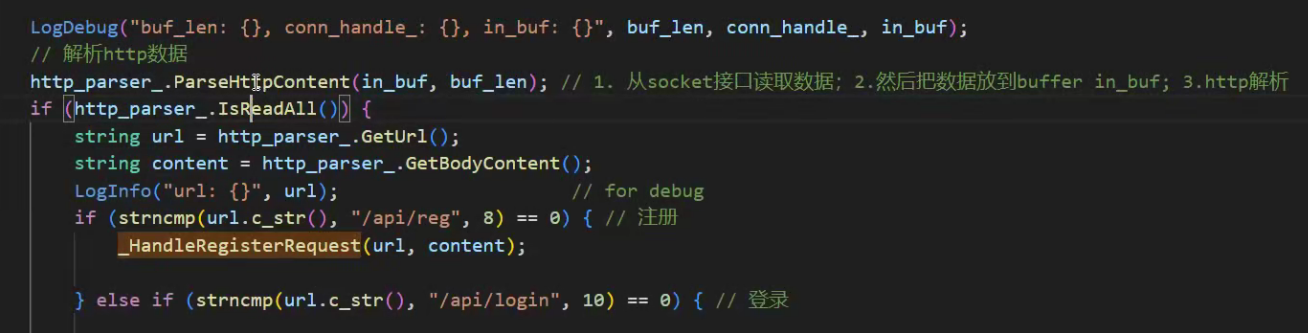 LogDebug("buf_len: {}, conn_handle_: {}, in_buf: {}", buf_len, conn_handle_, in_buf);
// 解析http数据
http_parser_.ParseHttpContent(in_buf, buf_len); // 1. 从socket接口读取数据; 2.然后把数据放到buffer in_buf; 3.http解析
if (http_parser_.IsReadAll()) {
    string url = http_parser_.GetUrl();
    string content = http_parser_.GetBodyContent();
    LogInfo("url: {}", url);                     // for debug
    if (strncmp(url.c_str(), "/api/reg", 8) == 0) { // 注册
        _HandleRegisterRequest(url, content);
    } else if (strncmp(url.c_str(), "/api/login", 10) == 0) { // 登录